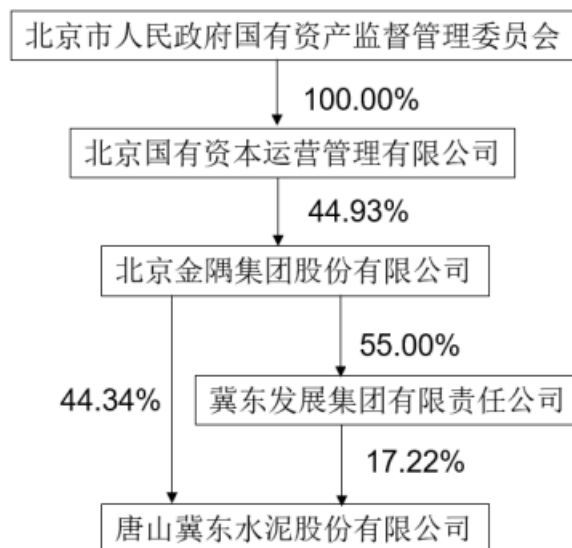 北京市人民政府国有资产监督管理委员会
100.00%
北京国有资本运营管理有限公司
44.93%
北京金隅集团股份有限公司
55.00%
44.34%
冀东发展集团有限责任公司
17.22%
唐山冀东水泥股份有限公司